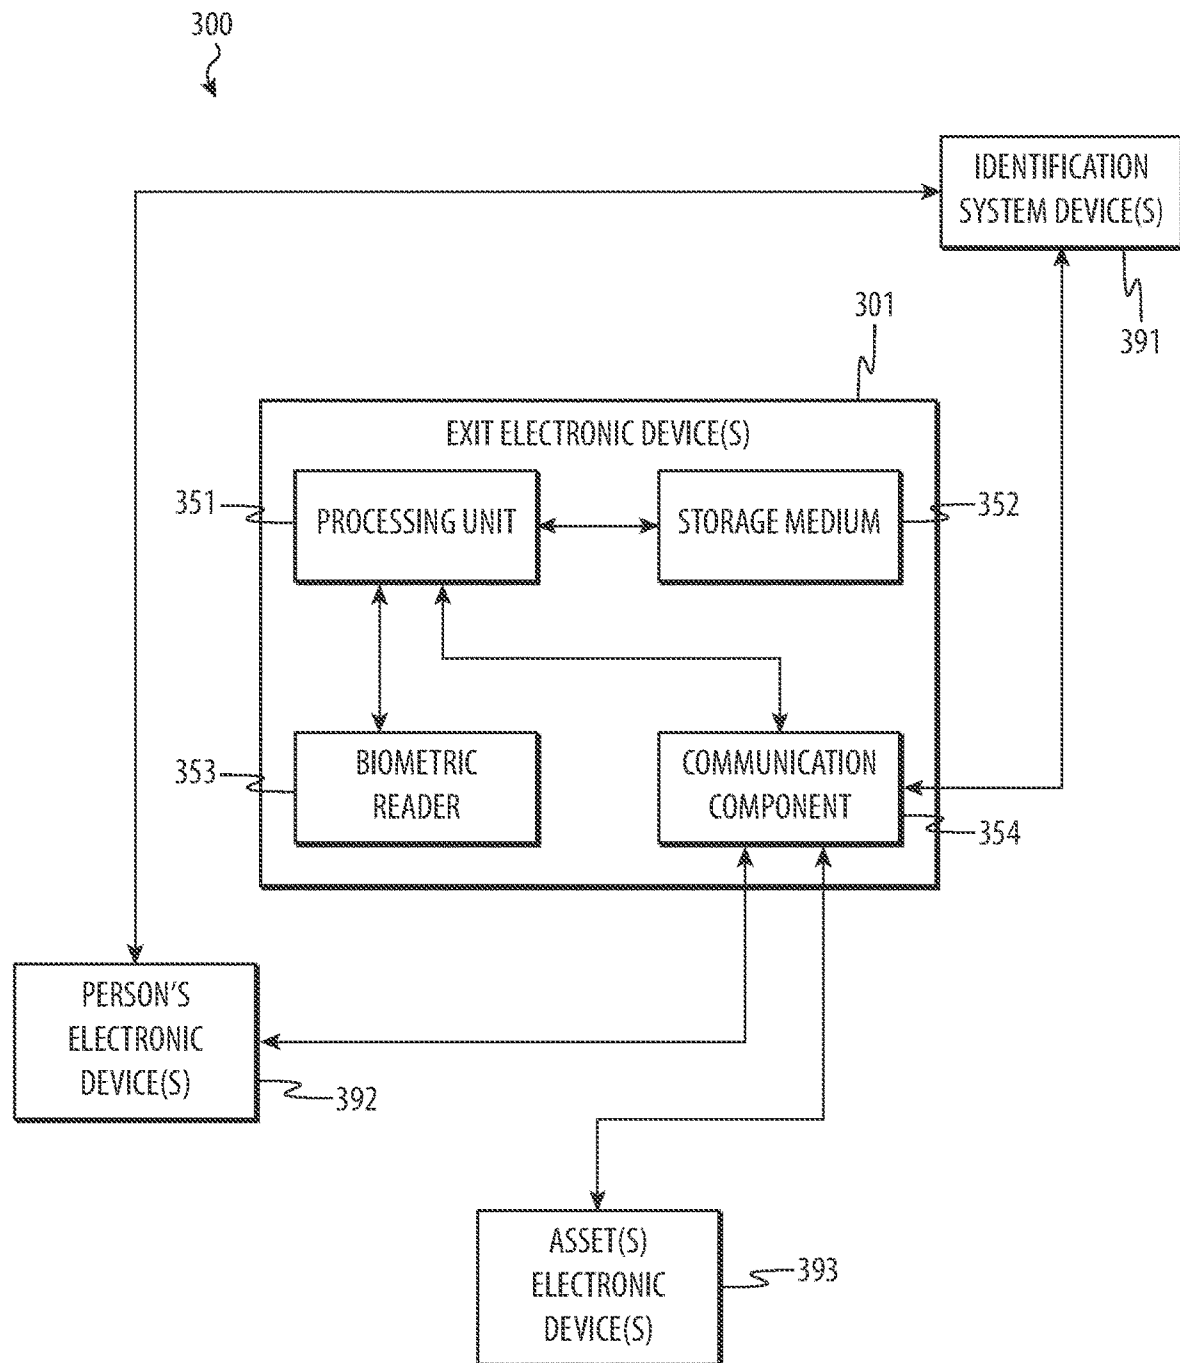 300
IDENTIFICATION
SYSTEM DEVICE(S)
391
301
EXIT ELECTRONIC DEVICE(S)
351
PROCESSING UNIT
STORAGE MEDIUM
352
353
BIOMETRIC
READER
COMMUNICATION
COMPONENT
354
PERSON'S
ELECTRONIC
DEVICE(S)
392
ASSET(S)
ELECTRONIC
DEVICE(S)
393